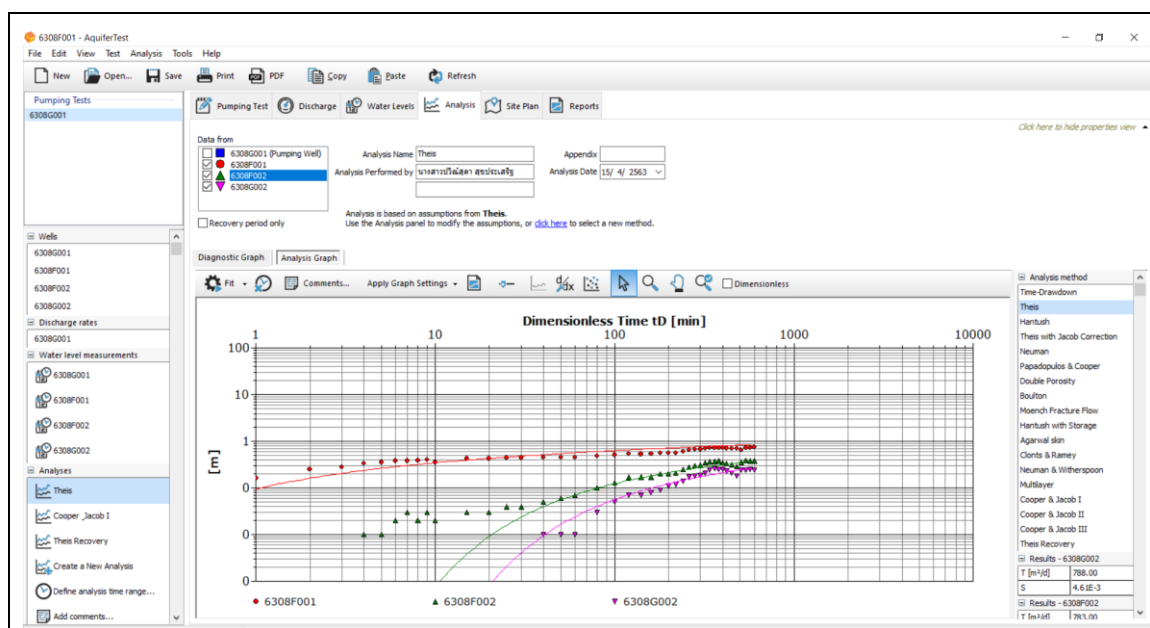 6308F001 - AquiferTest
File Edit View Test Analysis Tools Help
New Open... Save Print PDF Copy Paste Refresh
Pumping Tests
6308G001
Pumping Test Discharge Water Levels Analysis Site Plan Reports
Click here to hide properties view
Data from
6308G001 (Pumping Well)
6308F001
6308F002
6308G002
Recovery period only
Analysis Name Theis
Appendix
Analysis Performed by นางสาวปวีณ์สุดา สุขประเสริฐ
Analysis Date 15/ 4/ 2563
Analysis is based on assumptions from Theis.
Use the Analysis panel to modify the assumptions, or click here to select a new method.
Wells
6308G001
6308F001
6308F002
6308G002
Discharge rates
6308G001
Water level measurements
6308G001
6308F001
6308F002
6308G002
Analyses
Theis
Cooper _Jacob I
Theis Recovery
Create a New Analysis
Define analysis time range...
Add comments...
Diagnostic Graph Analysis Graph
Fit Comments... Apply Graph Settings d/dx Dimensionless
Dimensionless Time tD [min]
1 10 100 1000 10000
100
10
1
0
0
0
[m]
6308F001 6308F002 6308G002
Analysis method
Time-Drawdown
Theis
Hantush
Theis with Jacob Correction
Neuman
Papadopulos & Cooper
Double Porosity
Boulton
Moench Fracture Flow
Hantush with Storage
Agarwal skin
Clonts & Ramey
Neuman & Witherspoon
Multilayer
Cooper & Jacob I
Cooper & Jacob II
Cooper & Jacob III
Theis Recovery
Results - 6308G002
T [m²/d] 788.00
S 4.61E-3
Results - 6308F002
T [m²/d] 783.00